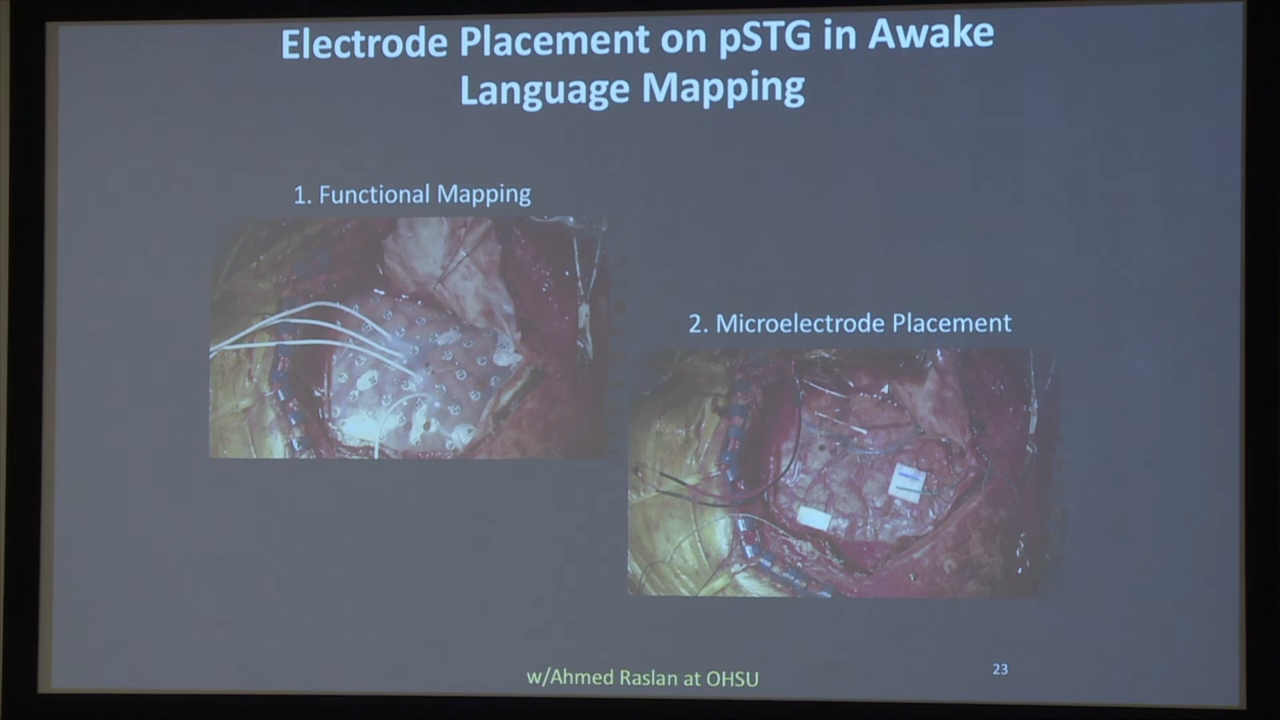 Electrode Placement on pSTG in Awake
Language Mapping
1. Functional Mapping
2. Microelectrode Placement
w/Ahmed Raslan at OHSU
23